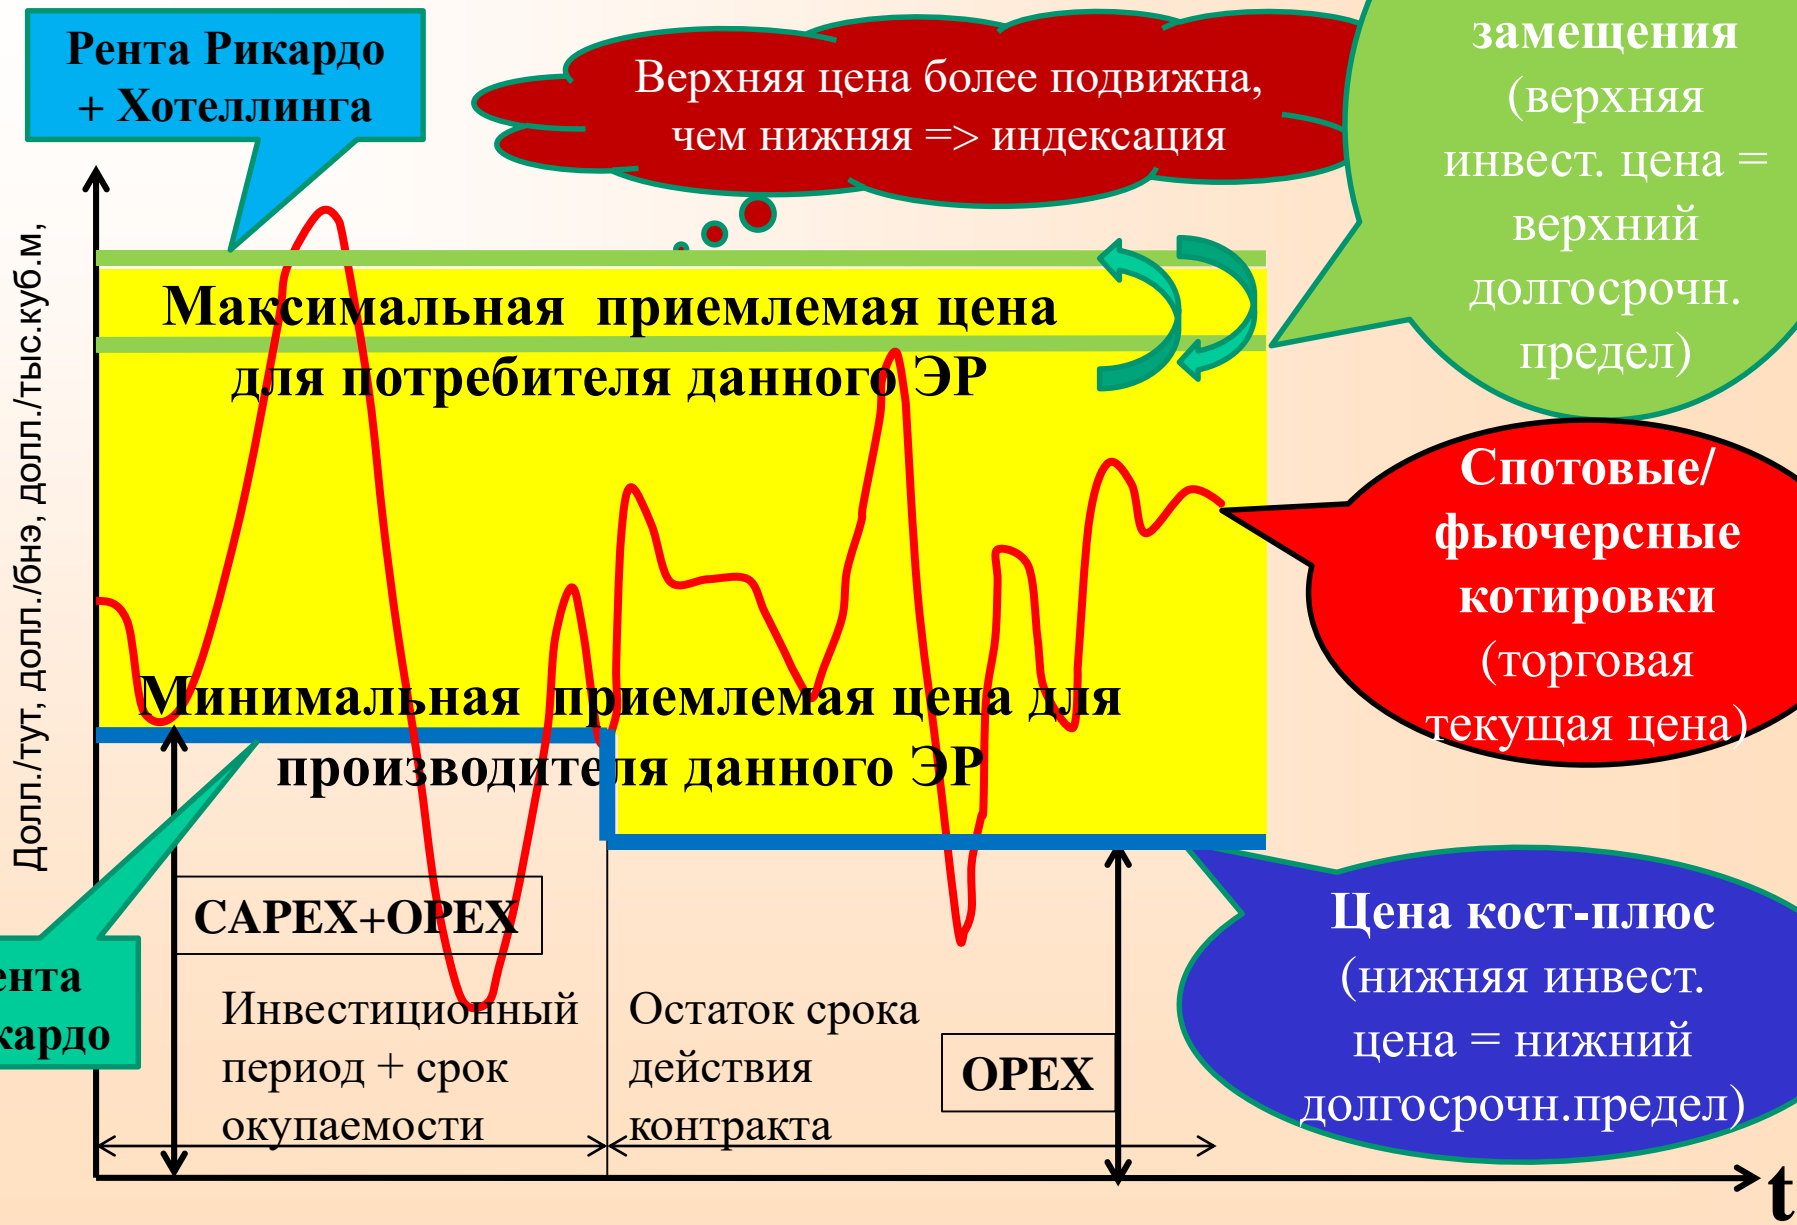 Рента Рикардо
+ Хотеллинга
Верхняя цена более подвижна,
чем нижняя => индексация
замещения
(верхняя
инвест. цена =
верхний
долгосрочн.
предел)
Долл./тут, долл./бнэ, долл./тыс.куб.м,
Максимальная приемлемая цена
для потребителя данного ЭР
Спотовые/
фьючерсные
котировки
(торговая
текущая цена)
Минимальная приемлемая цена для
производителя данного ЭР
CAPEX+OPEX
ента
кардо
Инвестиционный
период + срок
окупаемости
Остаток срока
действия
контракта
OPEX
Цена кост-плюс
(нижняя инвест.
цена = нижний
долгосрочн.предел)
t